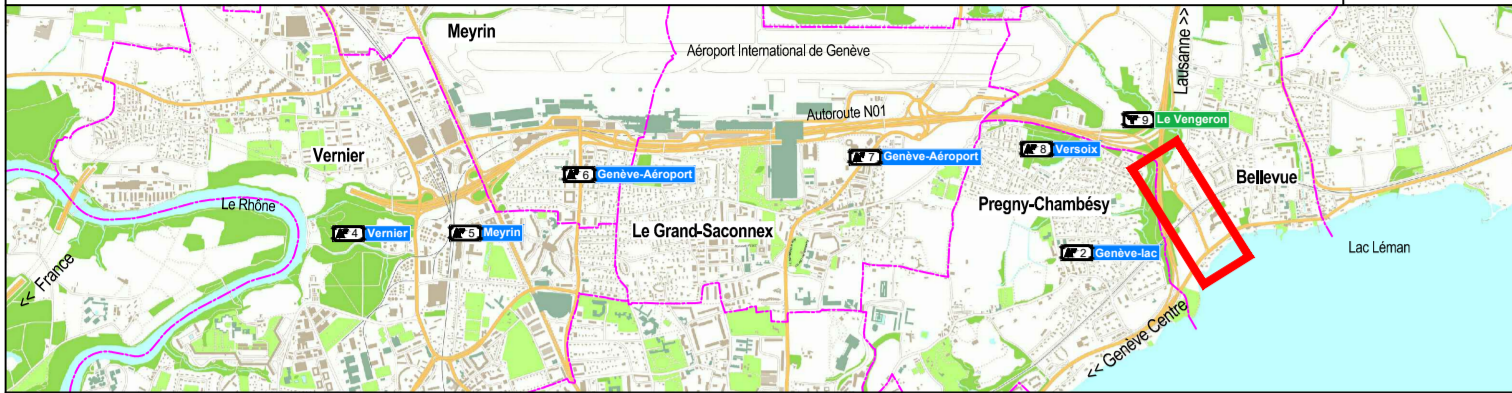 Meyrin
Aéroport International de Genève
Lausanne >>
Autoroute N01
9 Le Vengeron
Vernier
7 Genève-Aéroport
8 Versoix
6 Genève-Aéroport
Bellevue
Le Rhône
Pregny-Chambésy
4 Vernier
5 Meyrin
Le Grand-Saconnex
2 Genève-lac
Lac Léman
<< France
<< Genève Centre